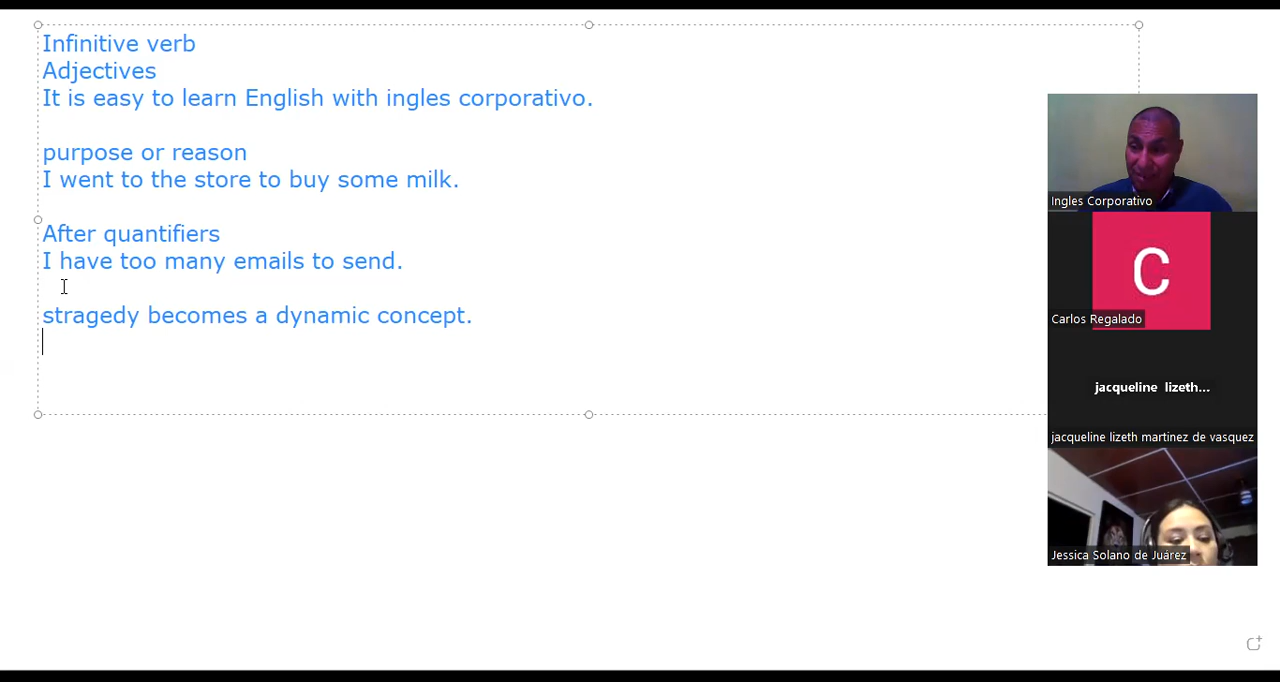 Infinitive verb
Adjectives
It is easy to learn English with ingles corporativo.
purpose or reason
I went to the store to buy some milk.
After quantifiers
I have too many emails to send.
stragedy becomes a dynamic concept.
Ingles Corporativo
C
Carlos Regalado
jacqueline lizeth...
jacqueline lizeth martinez de vasquez
Jessica Solano de Juárez